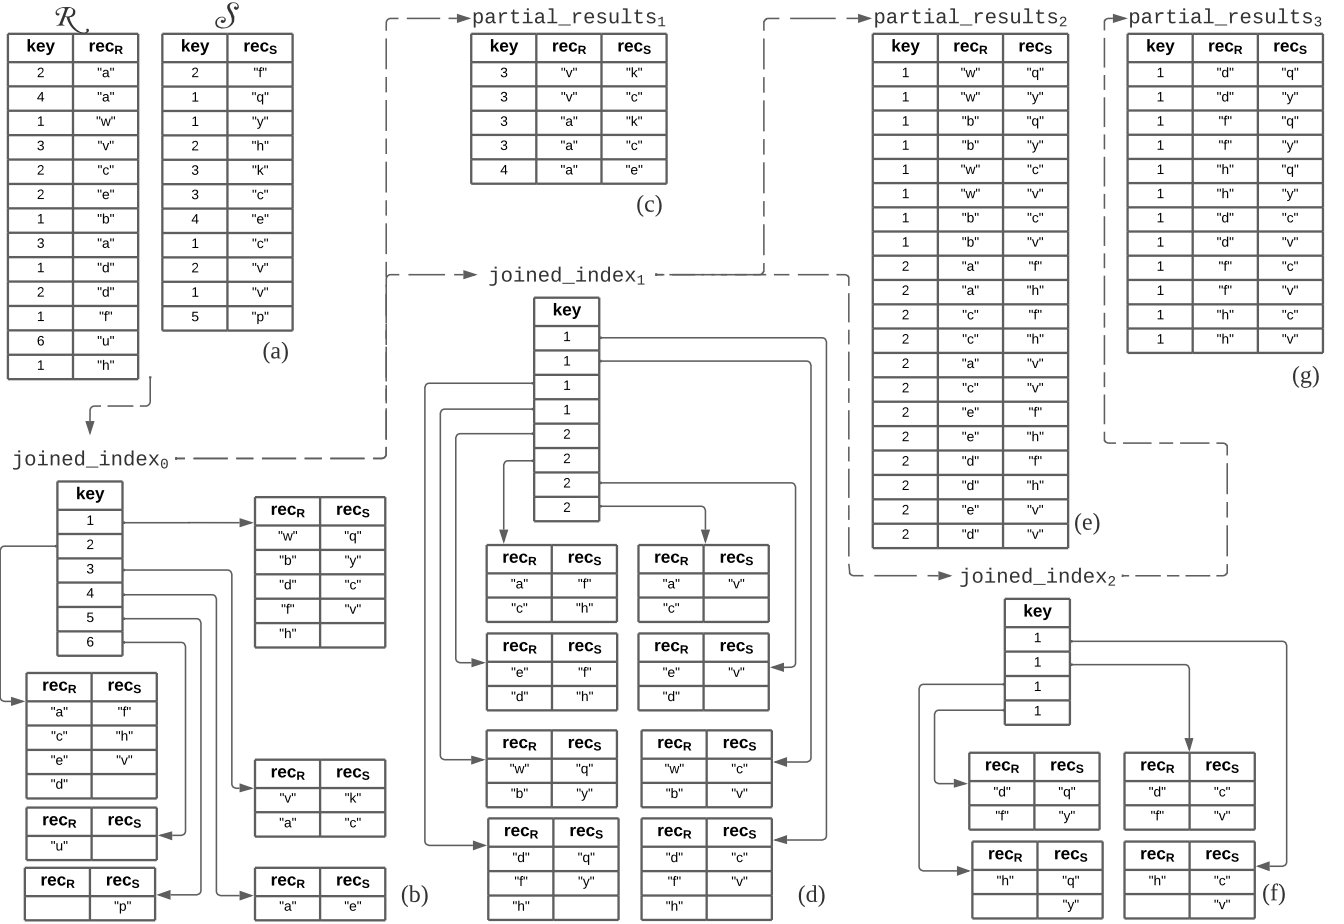 ℛ
key rec_R
2 "a"
4 "a"
1 "w"
3 "v"
2 "c"
2 "e"
1 "b"
3 "a"
1 "d"
2 "d"
1 "f"
6 "u"
1 "h"
𝒮
key rec_S
2 "f"
1 "q"
1 "y"
2 "h"
3 "k"
3 "c"
4 "e"
1 "c"
2 "v"
1 "v"
5 "p"
(a)
joined_index_0
key
1
2
3
4
5
6
rec_R rec_S
"w" "q"
"b" "y"
"d" "c"
"f" "v"
"h"
rec_R rec_S
"a" "f"
"c" "h"
"e" "v"
"d"
rec_R rec_S
"v" "k"
"a" "c"
rec_R rec_S
"u"
rec_R rec_S
"p"
rec_R rec_S
"a" "e"
(b)
partial_results_1
key rec_R rec_S
3 "v" "k"
3 "v" "c"
3 "a" "k"
3 "a" "c"
4 "a" "e"
(c)
joined_index_1
key
1
1
1
1
2
2
2
2
rec_R rec_S
"a" "f"
"c" "h"
rec_R rec_S
"a" "v"
"c"
rec_R rec_S
"e" "f"
"d" "h"
rec_R rec_S
"e" "v"
"d"
rec_R rec_S
"w" "q"
"b" "y"
rec_R rec_S
"w" "c"
"b" "v"
rec_R rec_S
"d" "q"
"f" "y"
"h"
rec_R rec_S
"d" "c"
"f" "v"
"h"
(d)
partial_results_2
key rec_R rec_S
1 "w" "q"
1 "w" "y"
1 "b" "q"
1 "b" "y"
1 "w" "c"
1 "w" "v"
1 "b" "c"
1 "b" "v"
2 "a" "f"
2 "a" "h"
2 "c" "f"
2 "c" "h"
2 "a" "v"
2 "c" "v"
2 "e" "f"
2 "e" "h"
2 "d" "f"
2 "d" "h"
2 "e" "v"
2 "d" "v"
(e)
joined_index_2
key
1
1
1
1
rec_R rec_S
"d" "q"
"f" "y"
rec_R rec_S
"d" "c"
"f" "v"
rec_R rec_S
"h" "q"
"y"
rec_R rec_S
"h" "c"
"v"
(f)
partial_results_3
key rec_R rec_S
1 "d" "q"
1 "d" "y"
1 "f" "q"
1 "f" "y"
1 "h" "q"
1 "h" "y"
1 "d" "c"
1 "d" "v"
1 "f" "c"
1 "f" "v"
1 "h" "c"
1 "h" "v"
(g)